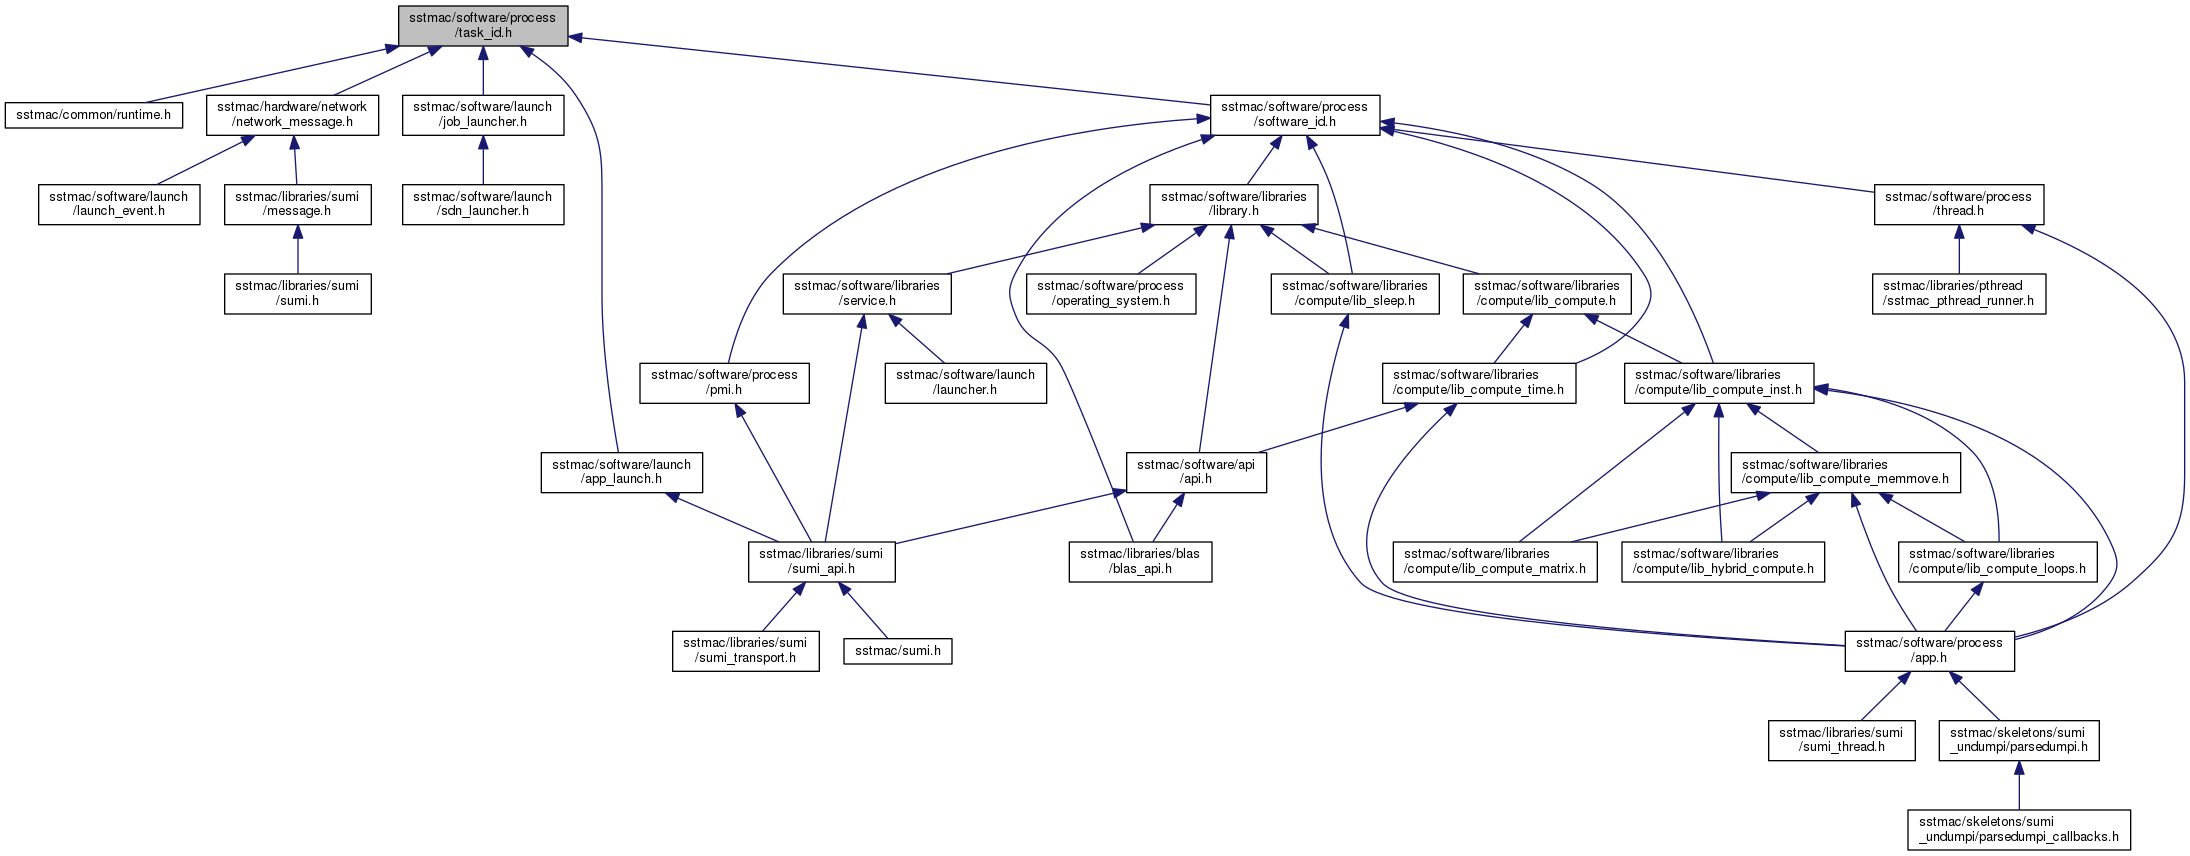 sstmac/software/process
/task_id.h
sstmac/common/runtime.h
sstmac/hardware/network
/network_message.h
sstmac/software/launch
/job_launcher.h
sstmac/software/process
/software_id.h
sstmac/software/launch
/launch_event.h
sstmac/libraries/sumi
/message.h
sstmac/software/launch
/sdn_launcher.h
sstmac/software/libraries
/library.h
sstmac/software/process
/thread.h
sstmac/libraries/sumi
/sumi.h
sstmac/software/libraries
/service.h
sstmac/software/process
/operating_system.h
sstmac/software/libraries
/compute/lib_sleep.h
sstmac/software/libraries
/compute/lib_compute.h
sstmac/libraries/pthread
/sstmac_pthread_runner.h
sstmac/software/process
/pmi.h
sstmac/software/launch
/launcher.h
sstmac/software/libraries
/compute/lib_compute_time.h
sstmac/software/libraries
/compute/lib_compute_inst.h
sstmac/software/launch
/app_launch.h
sstmac/software/api
/api.h
sstmac/software/libraries
/compute/lib_compute_memmove.h
sstmac/libraries/sumi
/sumi_api.h
sstmac/libraries/blas
/blas_api.h
sstmac/software/libraries
/compute/lib_compute_matrix.h
sstmac/software/libraries
/compute/lib_hybrid_compute.h
sstmac/software/libraries
/compute/lib_compute_loops.h
sstmac/libraries/sumi
/sumi_transport.h
sstmac/sumi.h
sstmac/software/process
/app.h
sstmac/libraries/sumi
/sumi_thread.h
sstmac/skeletons/sumi
_undumpi/parsedumpi.h
sstmac/skeletons/sumi
_undumpi/parsedumpi_callbacks.h